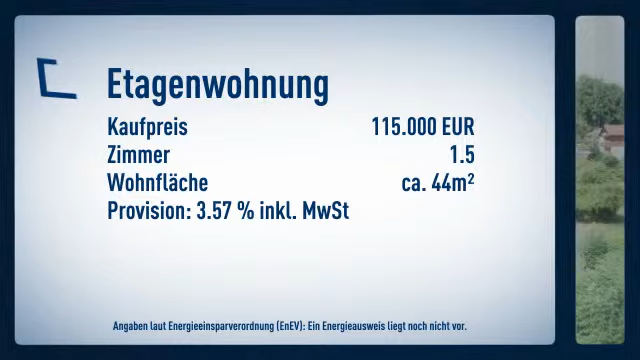 Etagenwohnung
Kaufpreis 115.000 EUR
Zimmer 1.5
Wohnfläche ca. 44m²
Provision: 3.57 % inkl. MwSt
Angaben laut Energieeinsparverordnung (EnEV): Ein Energieausweis liegt noch nicht vor.